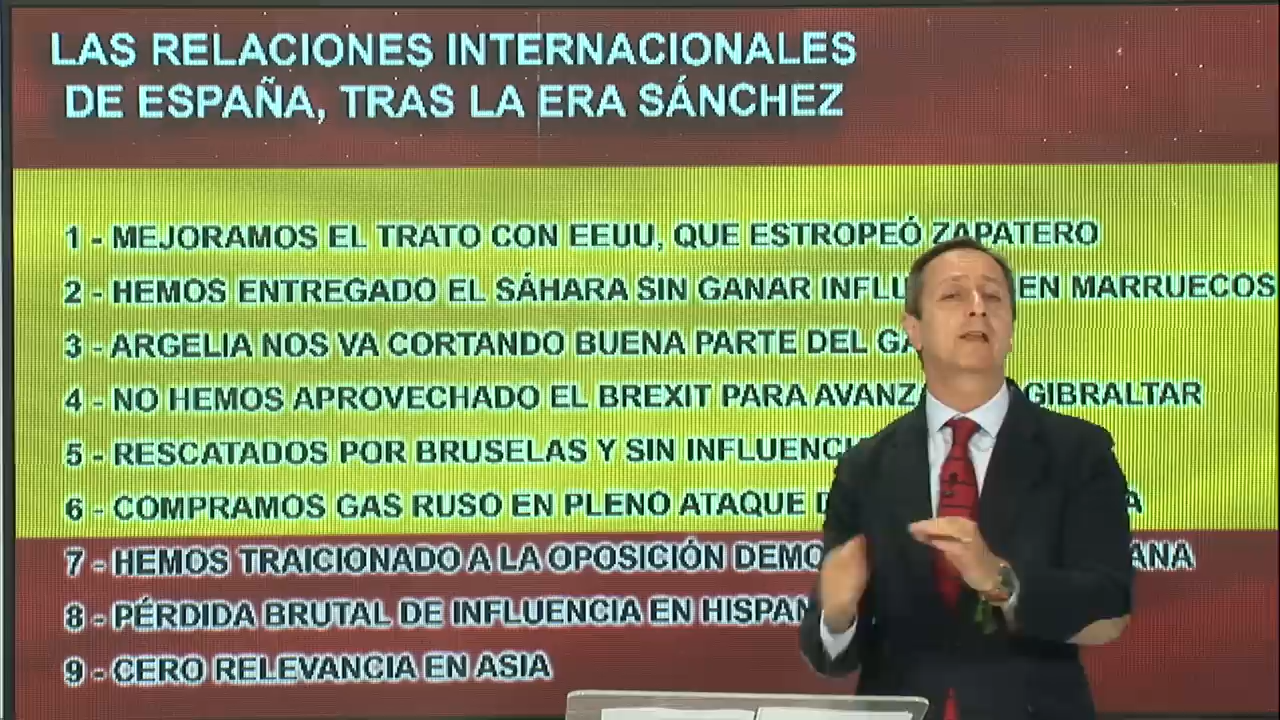 LAS RELACIONES INTERNACIONALES
DE ESPAÑA, TRAS LA ERA SÁNCHEZ
1 - MEJORAMOS EL TRATO CON EEUU, QUE ESTROPEÓ ZAPATERO
2 - HEMOS ENTREGADO EL SÁHARA SIN GANAR EN MARRUECOS
3 - ARGELIA NOS VA CORTANDO BUENA PARTE DEL
4 - NO HEMOS APROVECHADO EL BREXIT PARA GIBRALTAR
5 - RESCATADOS POR BRUSELAS Y SIN
6 - COMPRAMOS GAS RUSO EN PLENO ATAQUE
7 - HEMOS TRAICIONADO A LA OPOSICIÓN
8 - PÉRDIDA BRUTAL DE INFLUENCIA EN
9 - CERO RELEVANCIA EN ASIA